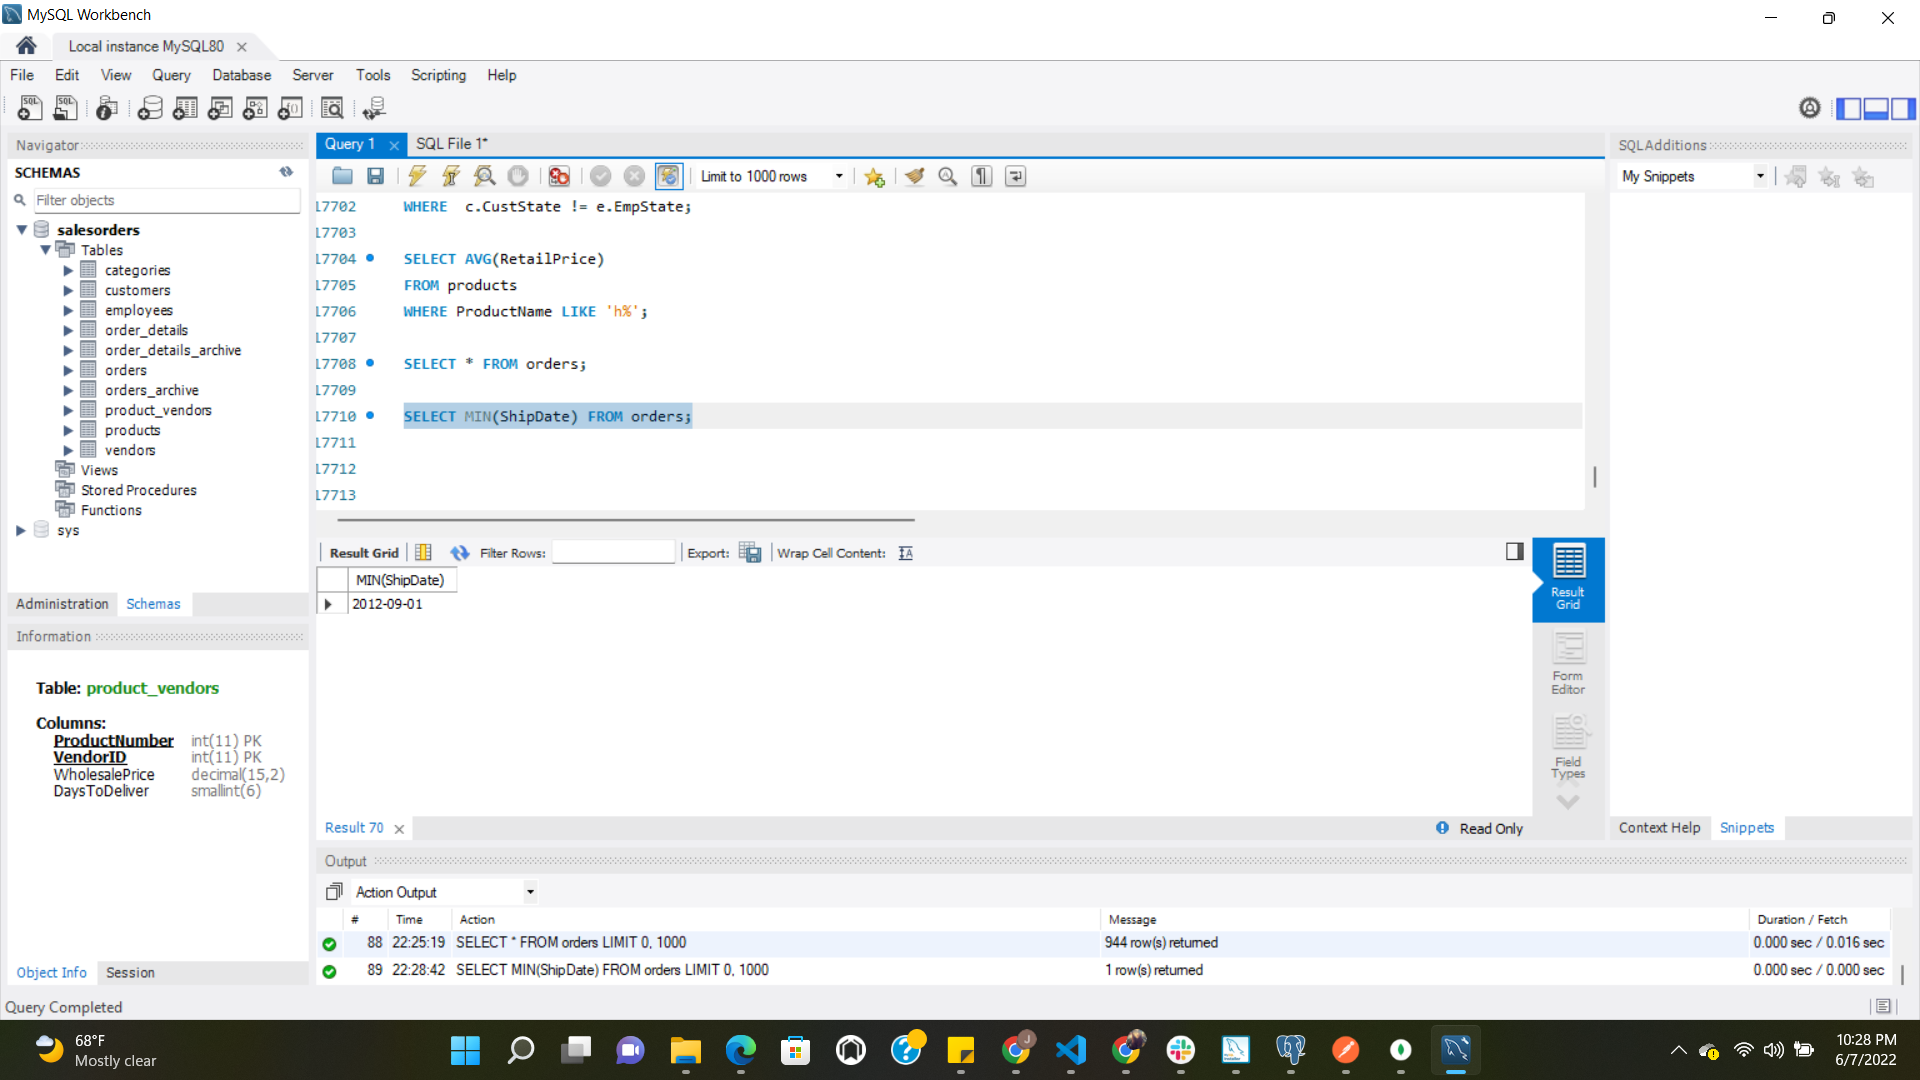 MySQL Workbench
Local instance MySQL80
File Edit View Query Database Server Tools Scripting Help
Navigator
SCHEMAS
Filter objects
salesorders
Tables
categories
customers
employees
order_details
order_details_archive
orders
orders_archive
product_vendors
products
vendors
Views
Stored Procedures
Functions
sys
Administration Schemas
Information
Table: product_vendors
Columns:
ProductNumber int(11) PK
VendorID int(11) PK
WholesalePrice decimal(15,2)
DaysToDeliver smallint(6)
Object Info Session
Query 1 SQL File 1*
Limit to 1000 rows
17702 WHERE c.CustState != e.EmpState;
17703
17704 SELECT AVG(RetailPrice)
17705 FROM products
17706 WHERE ProductName LIKE 'h%';
17707
17708 SELECT * FROM orders;
17709
17710 SELECT MIN(ShipDate) FROM orders;
17711
17712
17713
Result Grid Filter Rows: Export: Wrap Cell Content:
MIN(ShipDate)
2012-09-01
Result Grid
Form Editor
Field Types
Result 70 Read Only
SQLAdditions
My Snippets
Context Help Snippets
Output
Action Output
# Time Action Message Duration / Fetch
88 22:25:19 SELECT * FROM orders LIMIT 0, 1000 944 row(s) returned 0.000 sec / 0.016 sec
89 22:28:42 SELECT MIN(ShipDate) FROM orders LIMIT 0, 1000 1 row(s) returned 0.000 sec / 0.000 sec
Query Completed
68°F
Mostly clear
10:28 PM
6/7/2022